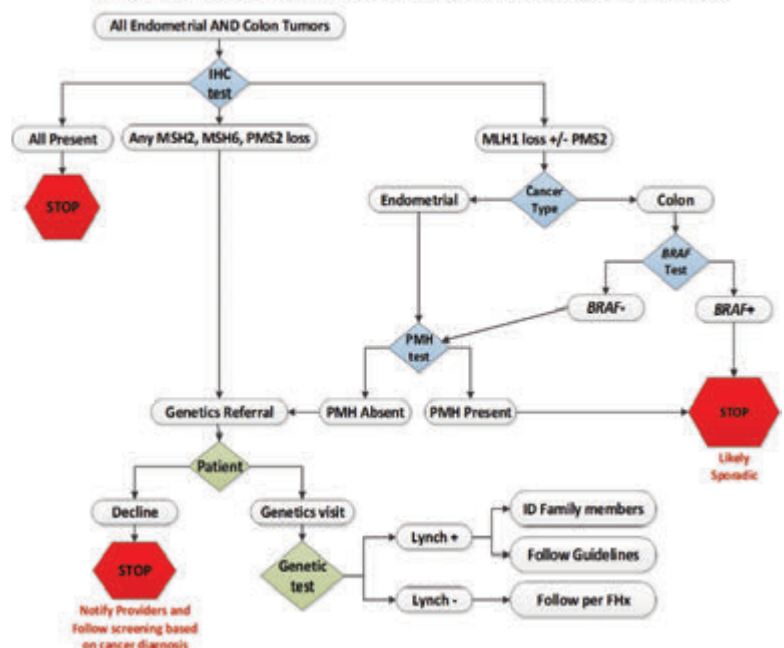 All Endometrial AND Colon Tumors
IHC
test
All Present
Any MSH2, MSH6, PMS2 loss
MLH1 loss +/- PMS2
STOP
Endometrial
Cancer
Type
Colon
BRAF
Test
BRAF-
BRAF+
PMH
test
Genetics Referral
PMH Absent
PMH Present
STOP
Likely
Sporadic
Patient
Decline
Genetics visit
ID Family members
Lynch +
STOP
Genetic
test
Follow Guidelines
Lynch -
Follow per FHx
Notify Providers and
Follow screening based
on cancer diagnosis